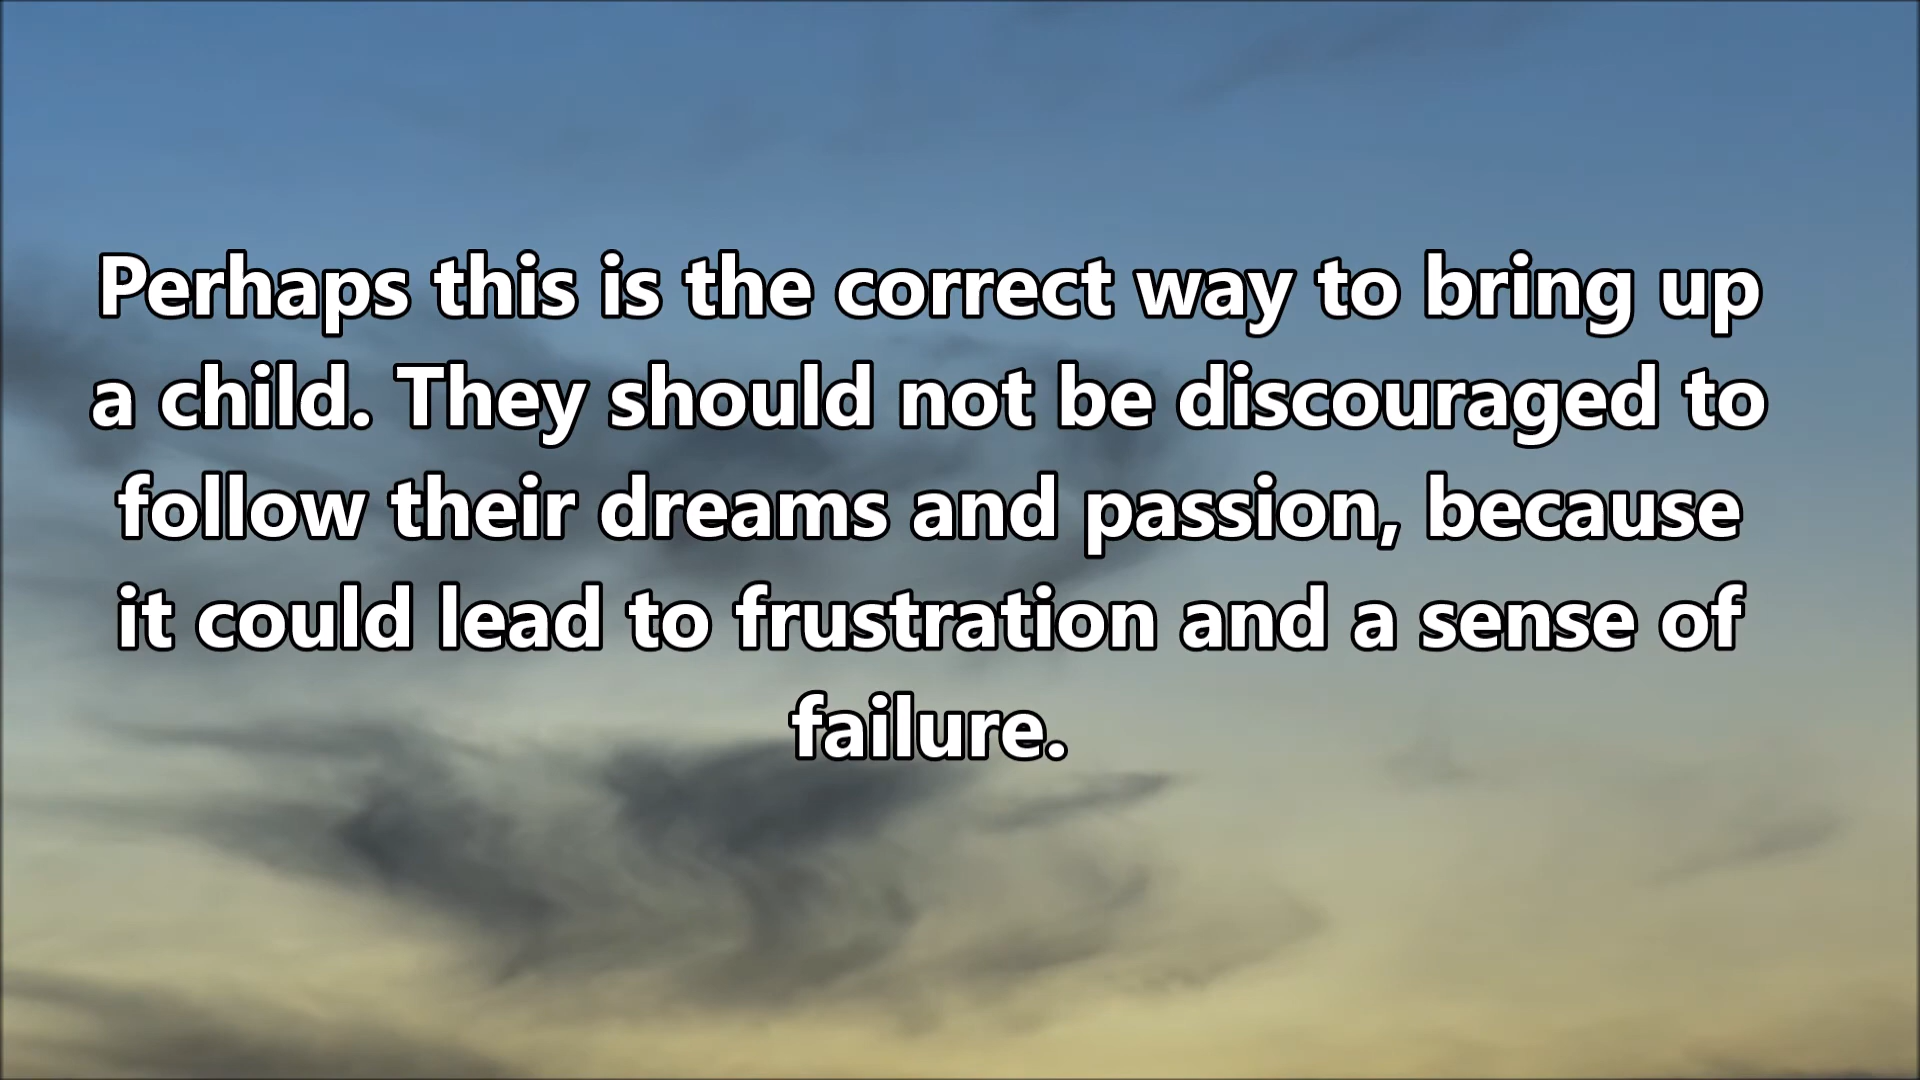 Perhaps this is the correct way to bring up
a child. They should not be discouraged to
follow their dreams and passion, because
it could lead to frustration and a sense of
failure.